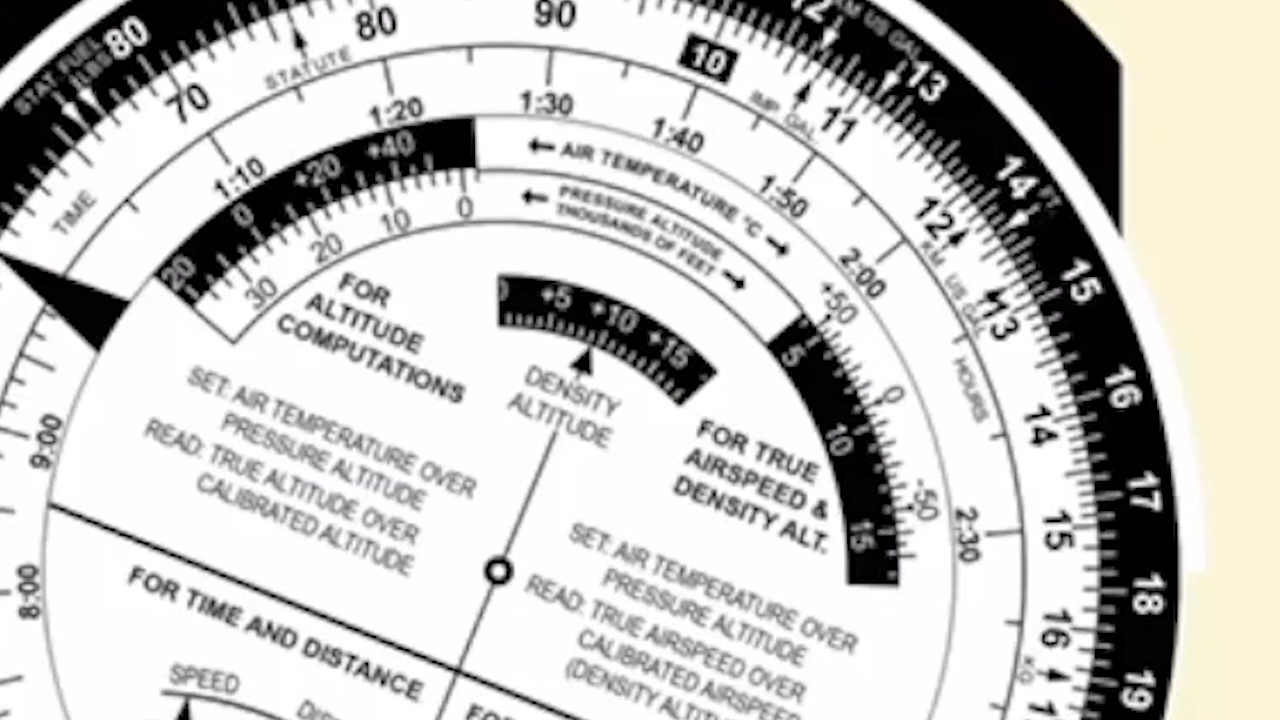 STAT. FUEL
LBS
80
70
STATUTE
80
90
10
IMP. GAL.
11
12
KM US GAL.
13
14
15
16
17
18
19
TIME
1:10
1:20
1:30
1:40
1:50
2:00
2:30
HOURS
12
KM. US GAL.
13
14
15
16
KG
9:00
8:00
20
0
+20
+40
30
20
10
0
AIR TEMPERATURE °C
PRESSURE ALTITUDE
THOUSANDS OF FEET
+50
0
-50
5
10
15
0 +5 +10 +15
DENSITY
ALTITUDE
FOR
ALTITUDE
COMPUTATIONS
SET: AIR TEMPERATURE OVER
PRESSURE ALTITUDE
READ: TRUE ALTITUDE OVER
CALIBRATED ALTITUDE
FOR TRUE
AIRSPEED &
DENSITY ALT.
SET: AIR TEMPERATURE OVER
PRESSURE ALTITUDE
READ: TRUE AIRSPEED OVER
CALIBRATED AIRSPEED
(DENSITY
FOR TIME AND DISTANCE
SPEED